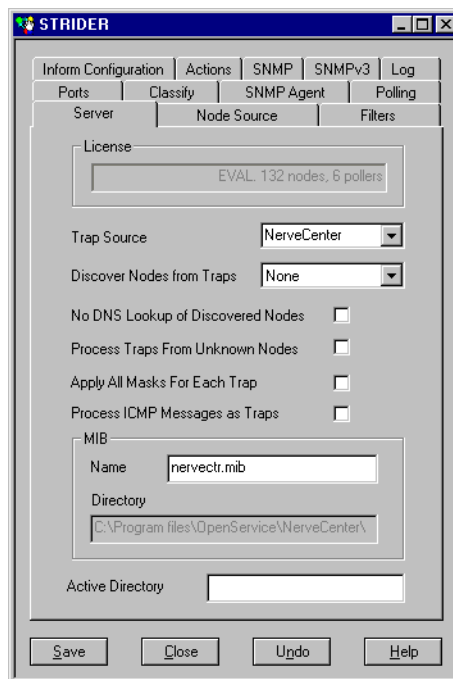 STRIDER
Inform Configuration Actions SNMP SNMPv3 Log
Ports Classify SNMP Agent Polling
Server Node Source Filters
License
EVAL. 132 nodes, 6 pollers
Trap Source NerveCenter
Discover Nodes from Traps None
No DNS Lookup of Discovered Nodes
Process Traps From Unknown Nodes
Apply All Masks For Each Trap
Process ICMP Messages as Traps
MIB
Name nervectr.mib
Directory
C:\Program files\OpenService\NerveCenter\
Active Directory
Save Close Undo Help